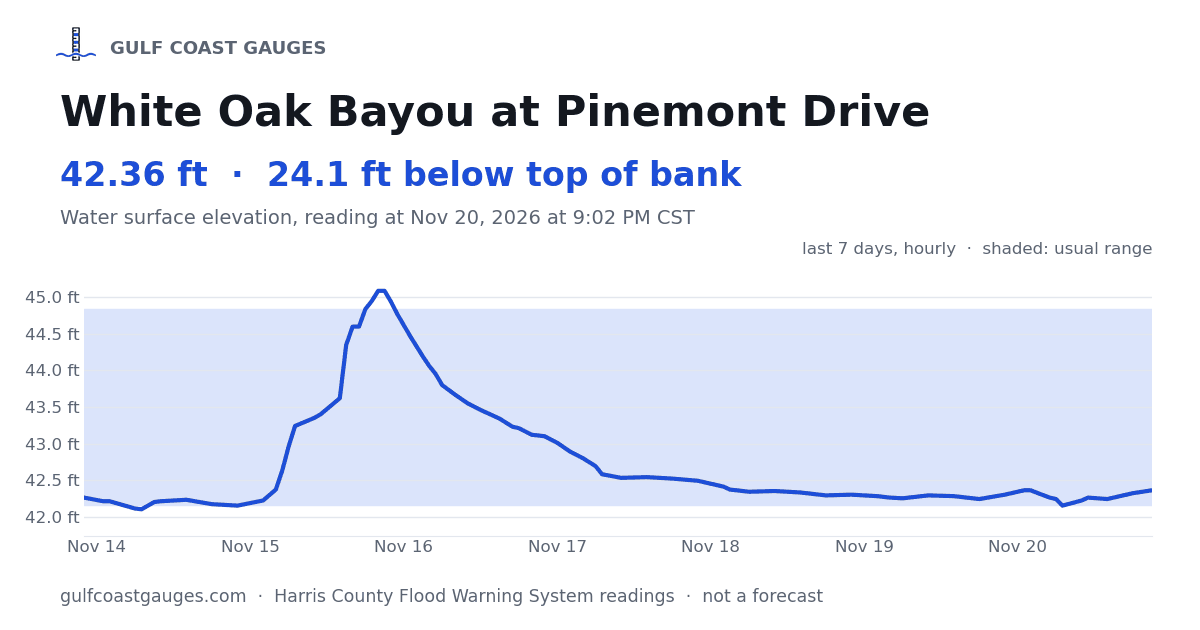 GULF COAST GAUGES
White Oak Bayou at Pinemont Drive
42.36 ft · 24.1 ft below top of bank
Water surface elevation, reading at Nov 20, 2026 at 9:02 PM CST
last 7 days, hourly · shaded: usual range
45.0 ft
44.5 ft
44.0 ft
43.5 ft
43.0 ft
42.5 ft
42.0 ft
Nov 14 Nov 15 Nov 16 Nov 17 Nov 18 Nov 19 Nov 20
gulfcoastgauges.com · Harris County Flood Warning System readings · not a forecast